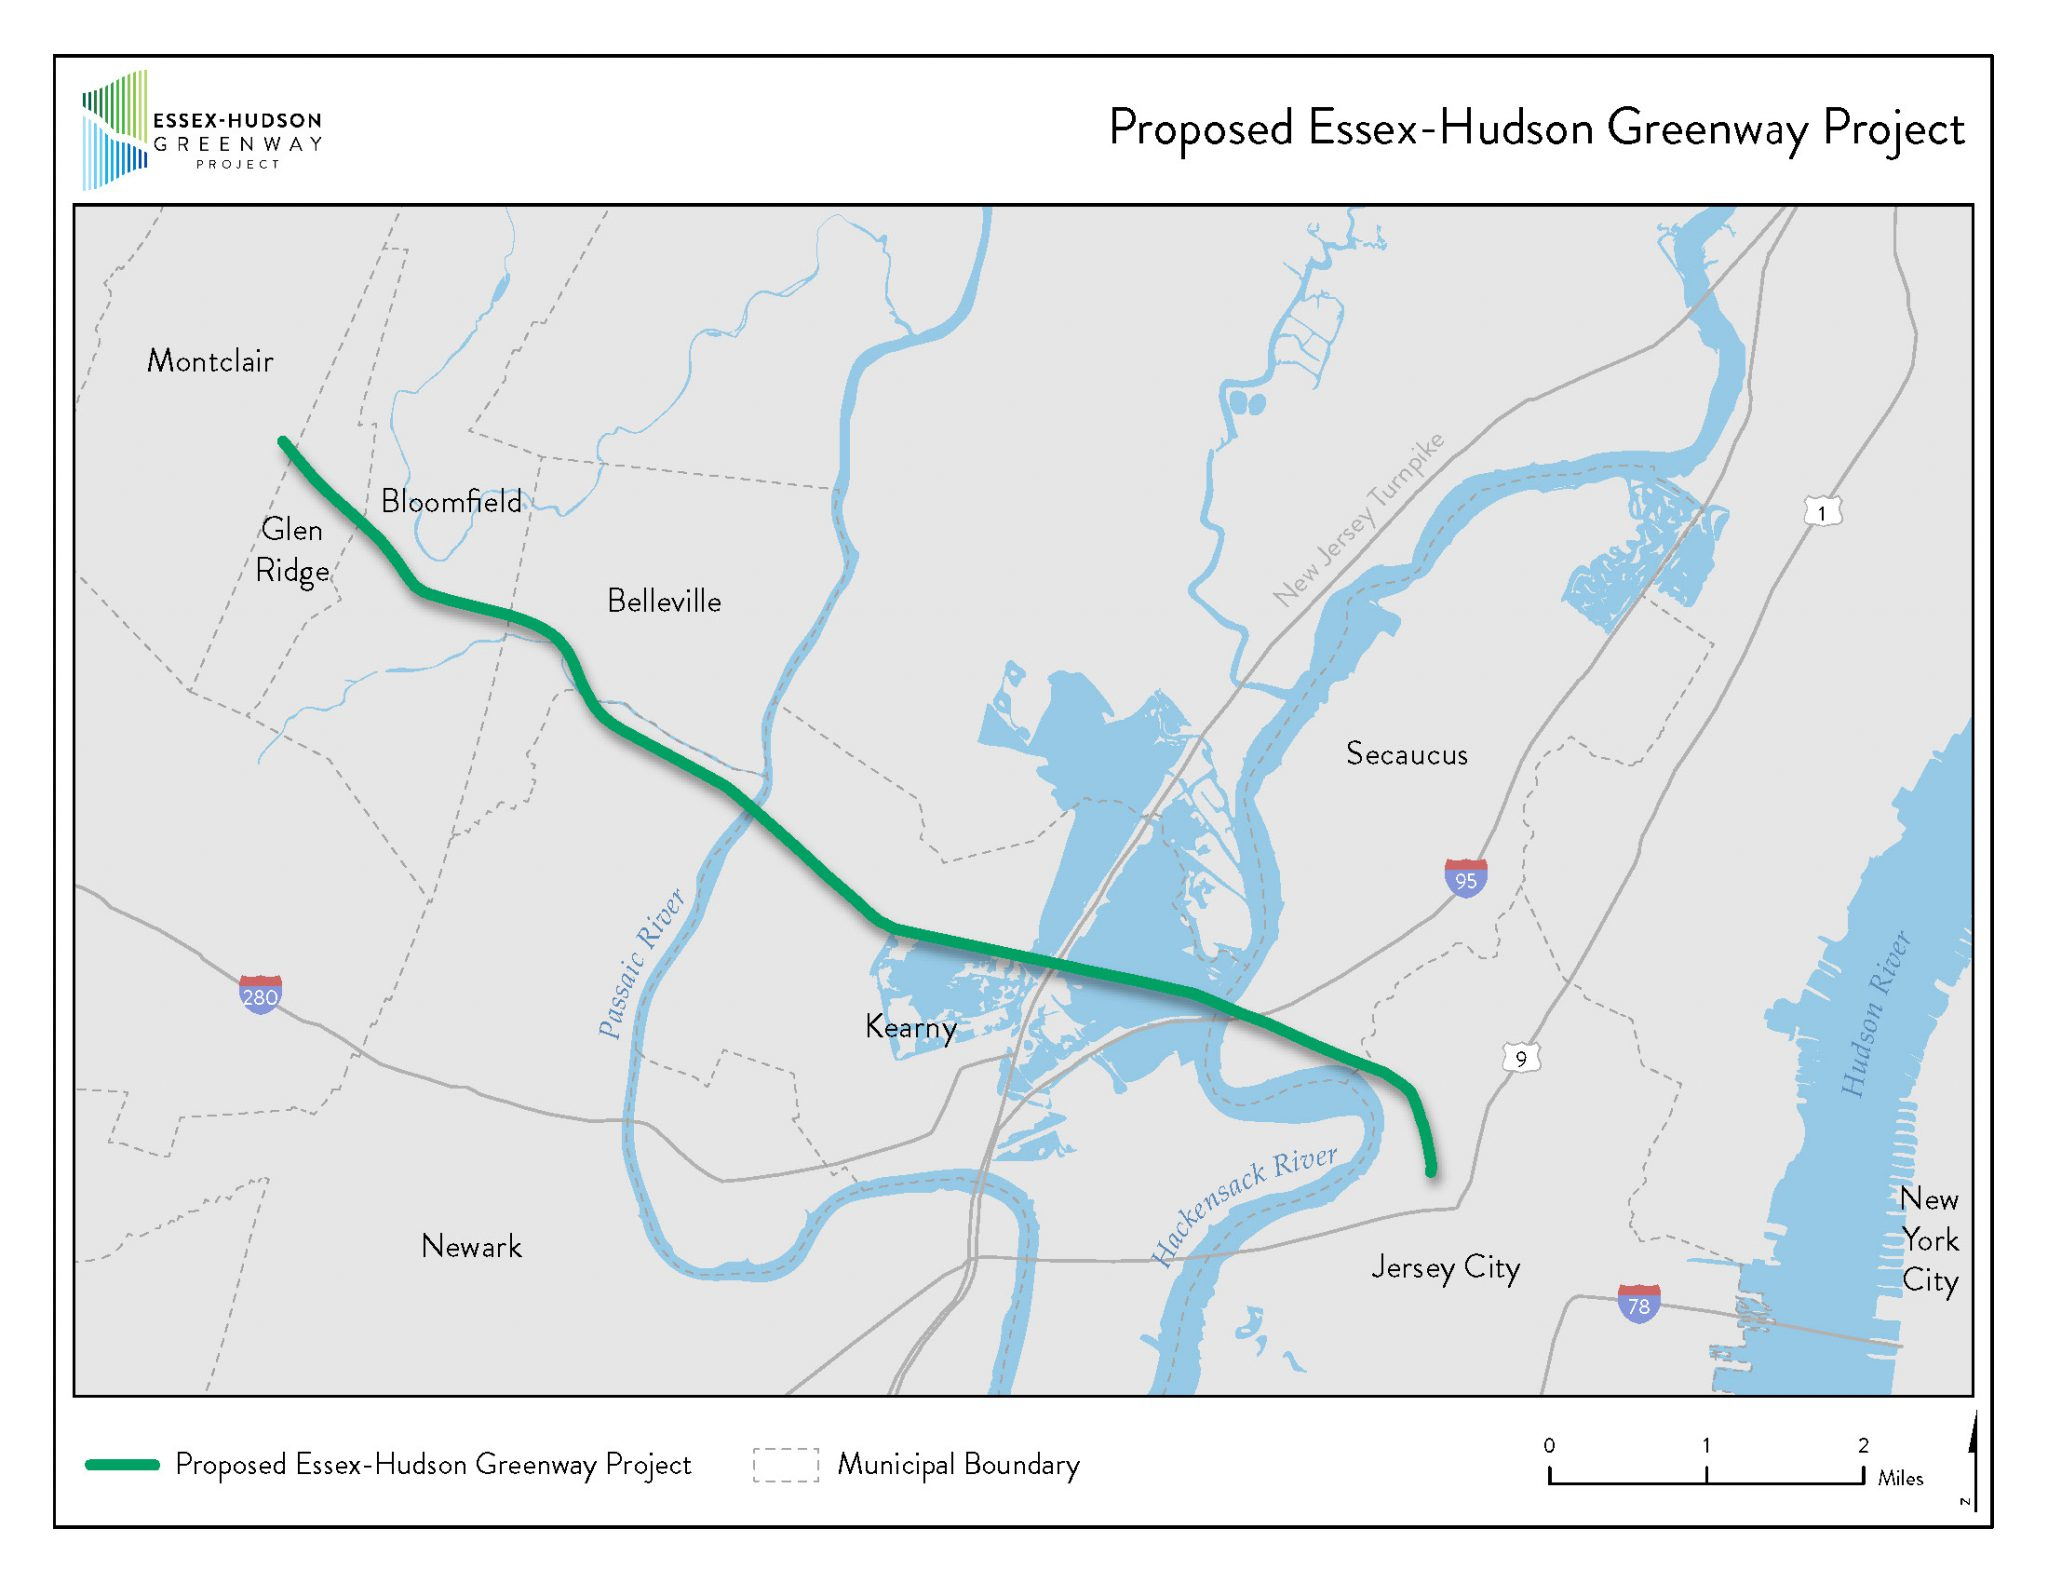 ESSEX-HUDSON
GREENWAY
PROJECT
Proposed Essex-Hudson Greenway Project
Montclair
New Jersey Turnpike
Bloomfield
1
Glen
Ridge
Belleville
Secaucus
95
Passaic River
280
Hudson River
Kearny
9
Hackensack River
New
York
City
Newark
Jersey City
78
Proposed Essex-Hudson Greenway Project
Municipal Boundary
0 1 2
Miles
N